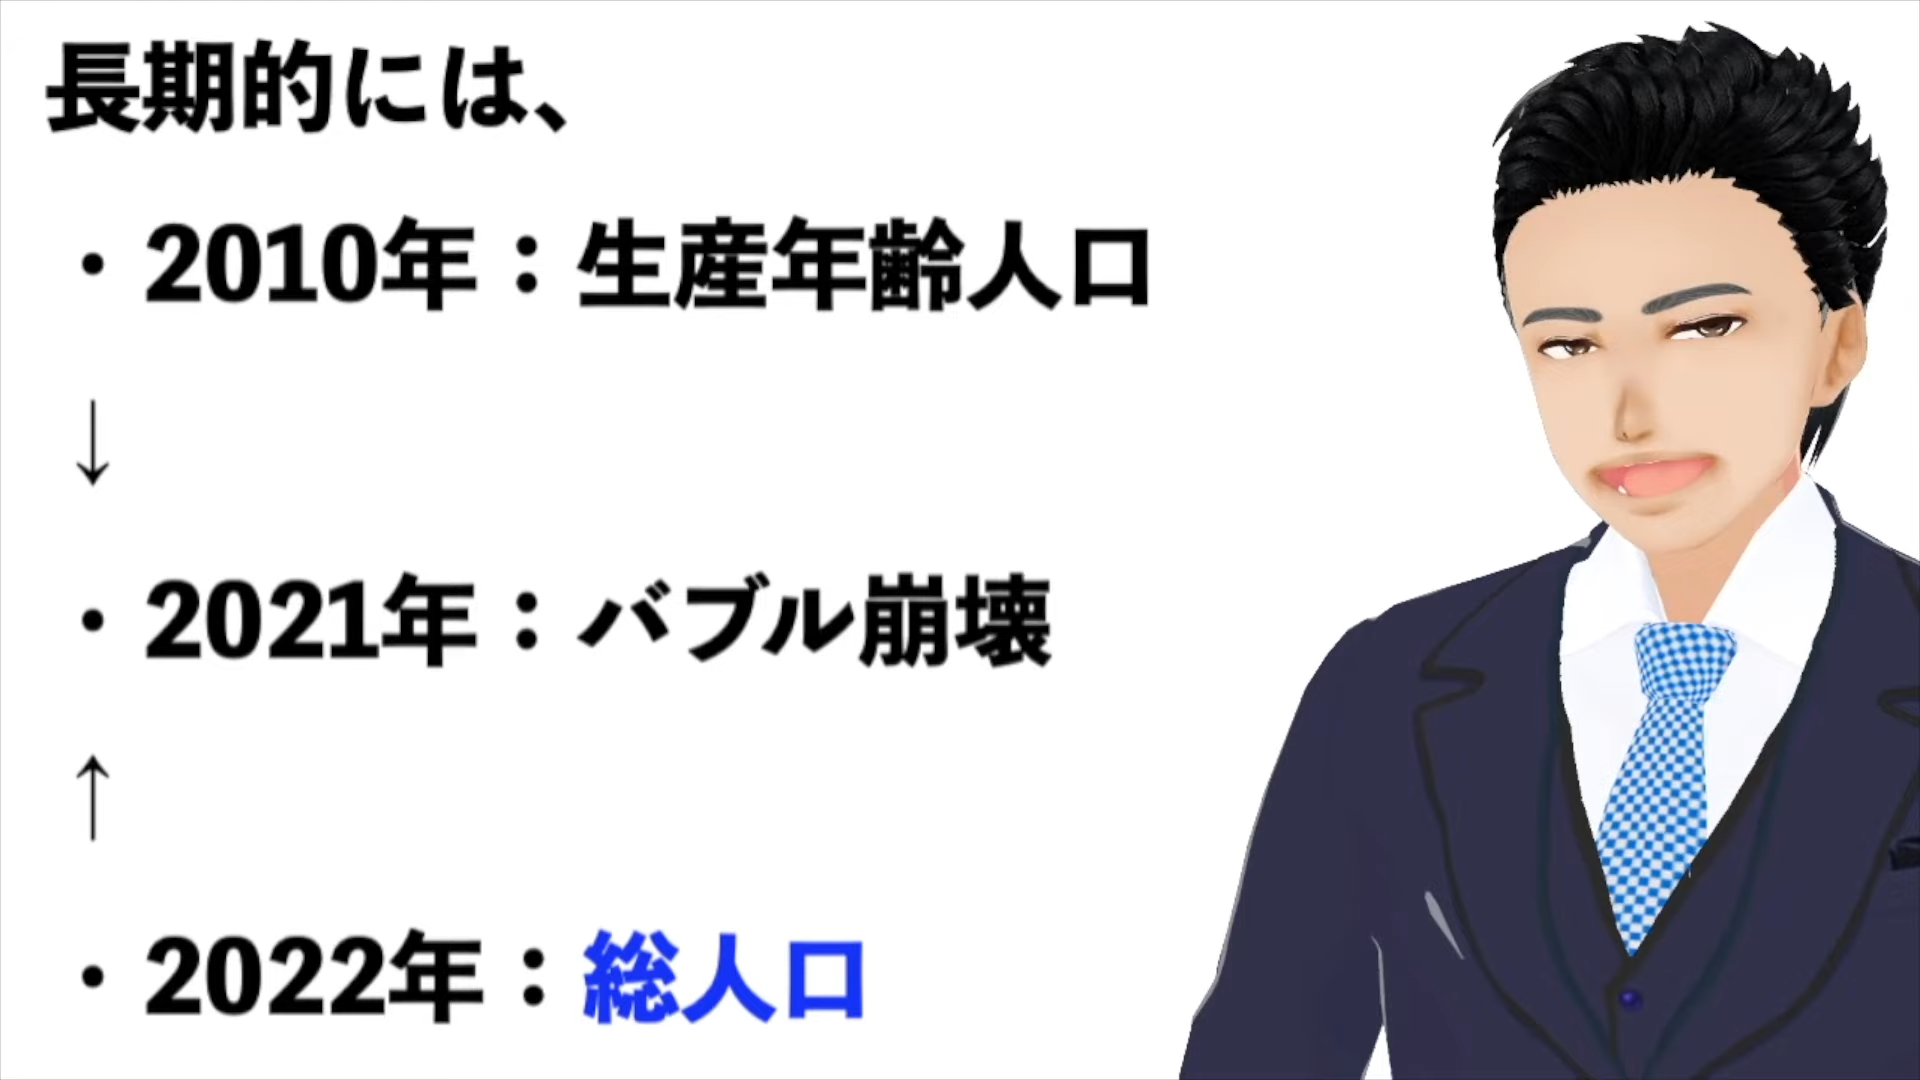 長期的には、
・2010年：生産年齢人口
↓
・2021年：バブル崩壊
↑
・2022年：総人口